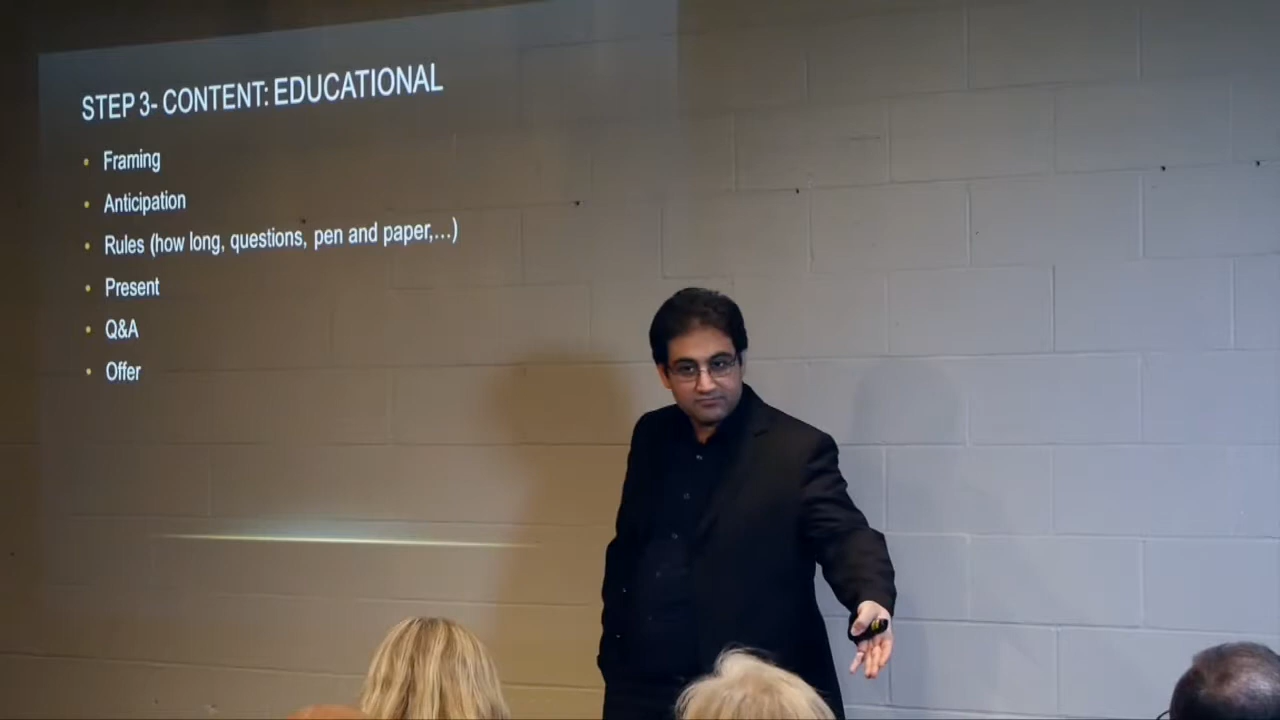 STEP 3- CONTENT: EDUCATIONAL
Framing
Anticipation
Rules (how long, questions, pen and paper,...)
Present
Q&A
Offer